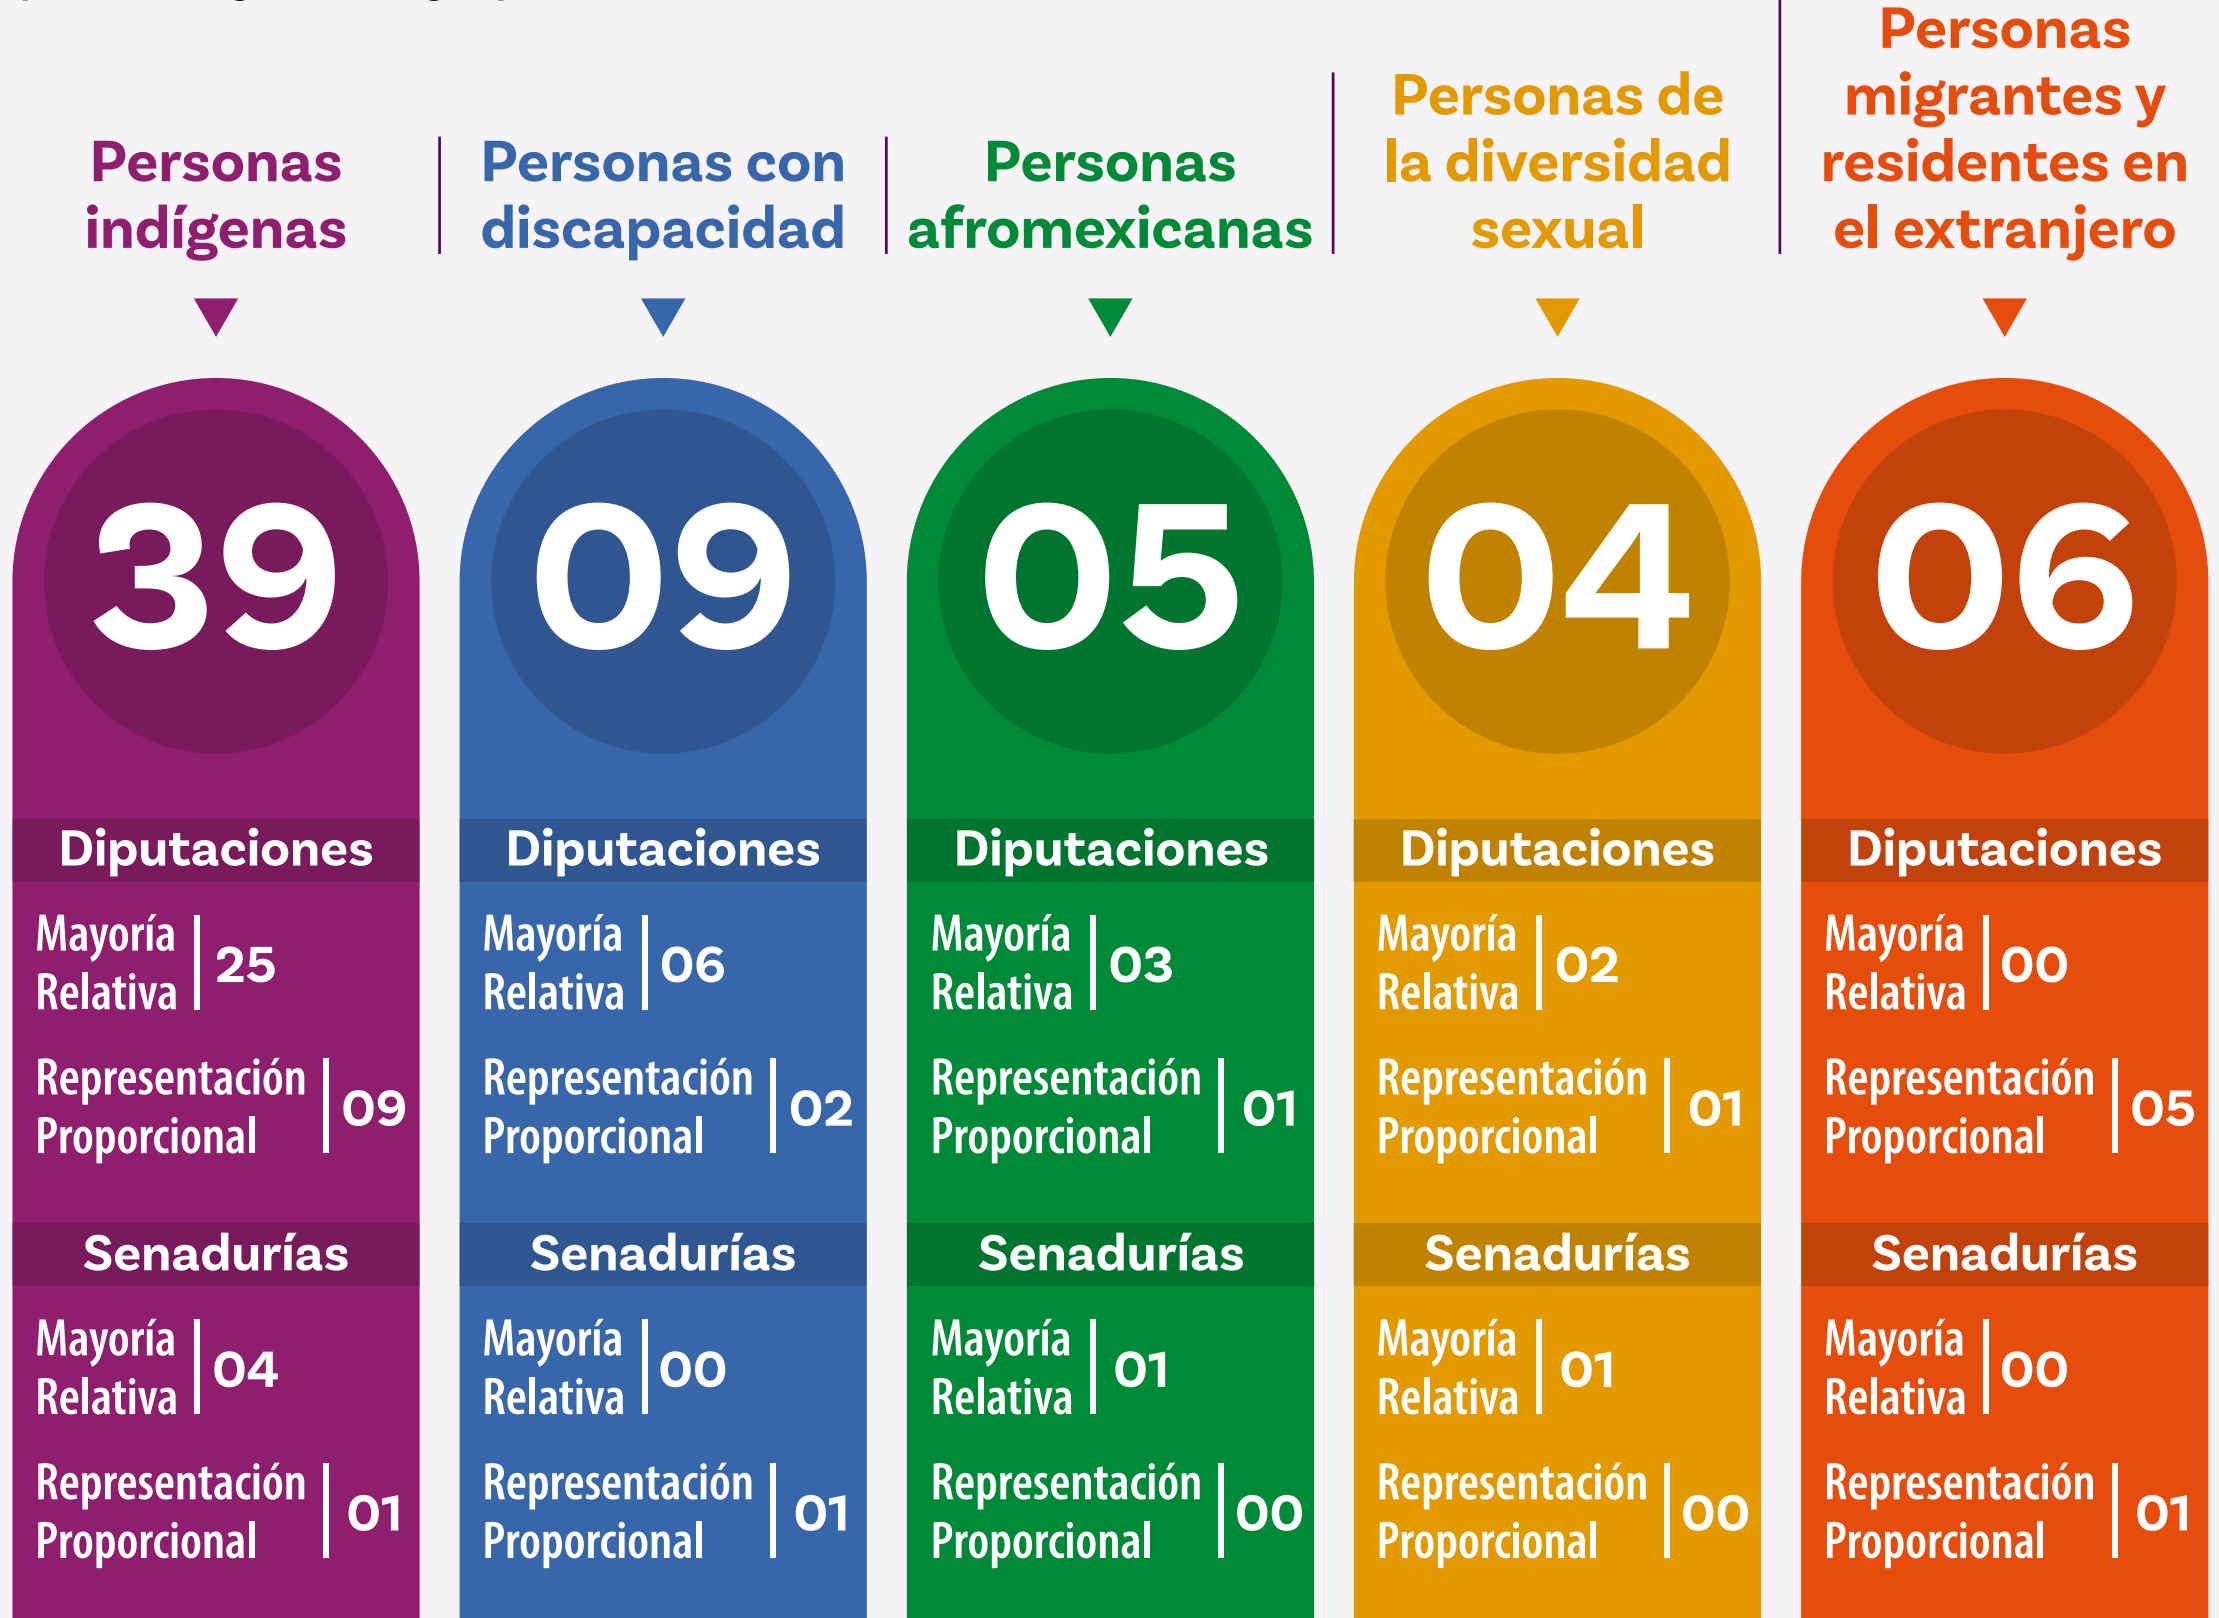 Personas
indígenas
Personas con
discapacidad
Personas
afromexicanas
Personas de
la diversidad
sexual
Personas
migrantes y
residentes en
el extranjero
39
Diputaciones
Mayoría
Relativa
25
Representación
Proporcional
09
Senadurías
Mayoría
Relativa
04
Representación
Proporcional
01
09
Diputaciones
Mayoría
Relativa
06
Representación
Proporcional
02
Senadurías
Mayoría
Relativa
00
Representación
Proporcional
01
05
Diputaciones
Mayoría
Relativa
03
Representación
Proporcional
01
Senadurías
Mayoría
Relativa
01
Representación
Proporcional
00
04
Diputaciones
Mayoría
Relativa
02
Representación
Proporcional
01
Senadurías
Mayoría
Relativa
01
Representación
Proporcional
00
06
Diputaciones
Mayoría
Relativa
00
Representación
Proporcional
05
Senadurías
Mayoría
Relativa
00
Representación
Proporcional
01